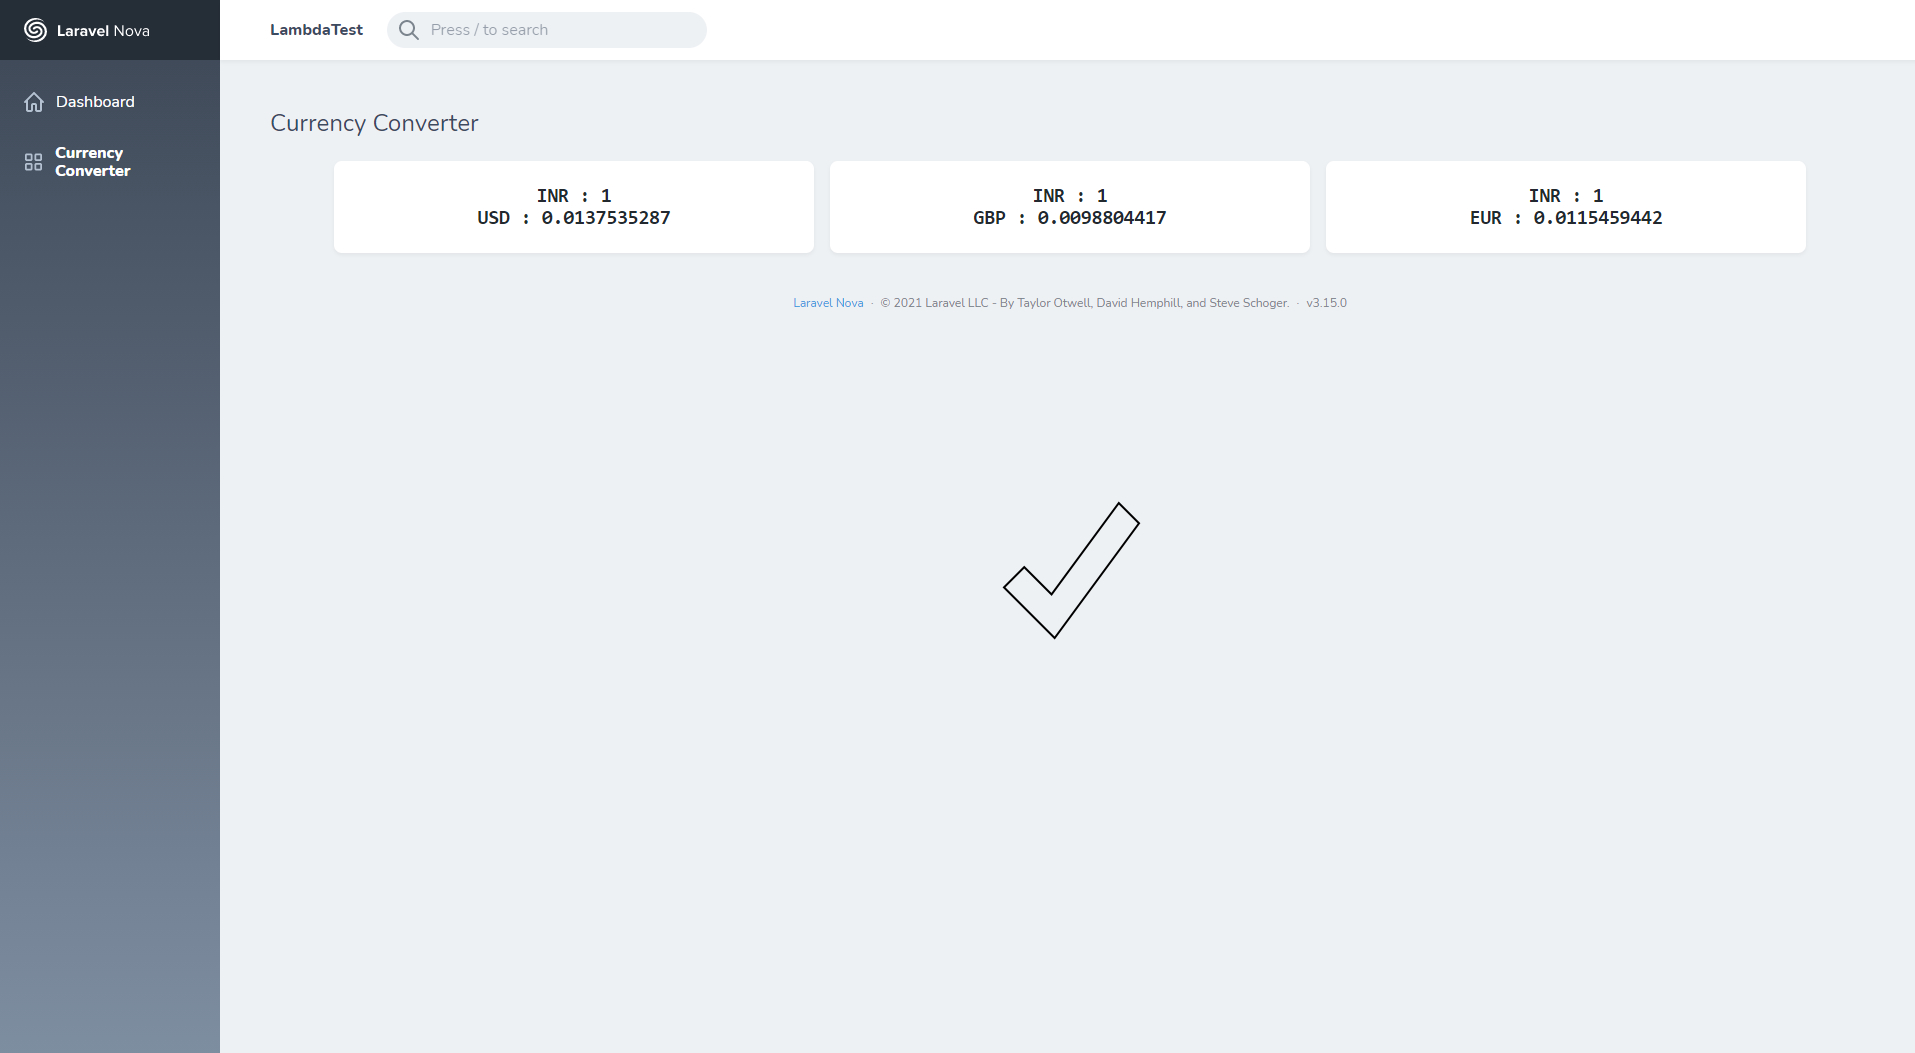 Laravel Nova
LambdaTest
Press / to search
Dashboard
Currency
Converter
Currency Converter
INR : 1
USD : 0.0137535287
INR : 1
GBP : 0.0098804417
INR : 1
EUR : 0.0115459442
Laravel Nova · © 2021 Laravel LLC - By Taylor Otwell, David Hemphill, and Steve Schoger. · v3.15.0